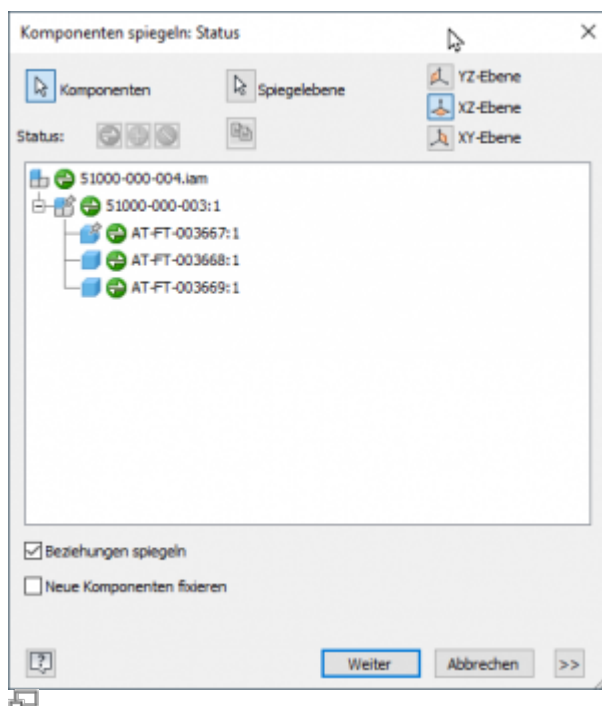 Komponenten spiegeln: Status
Komponenten
Spiegelebene
YZ-Ebene
XZ-Ebene
XY-Ebene
Status:
51000-000-004.iam
51000-000-003:1
AT-FT-003667:1
AT-FT-003668:1
AT-FT-003669:1
Beziehungen spiegeln
Neue Komponenten fixieren
Weiter
Abbrechen
>>